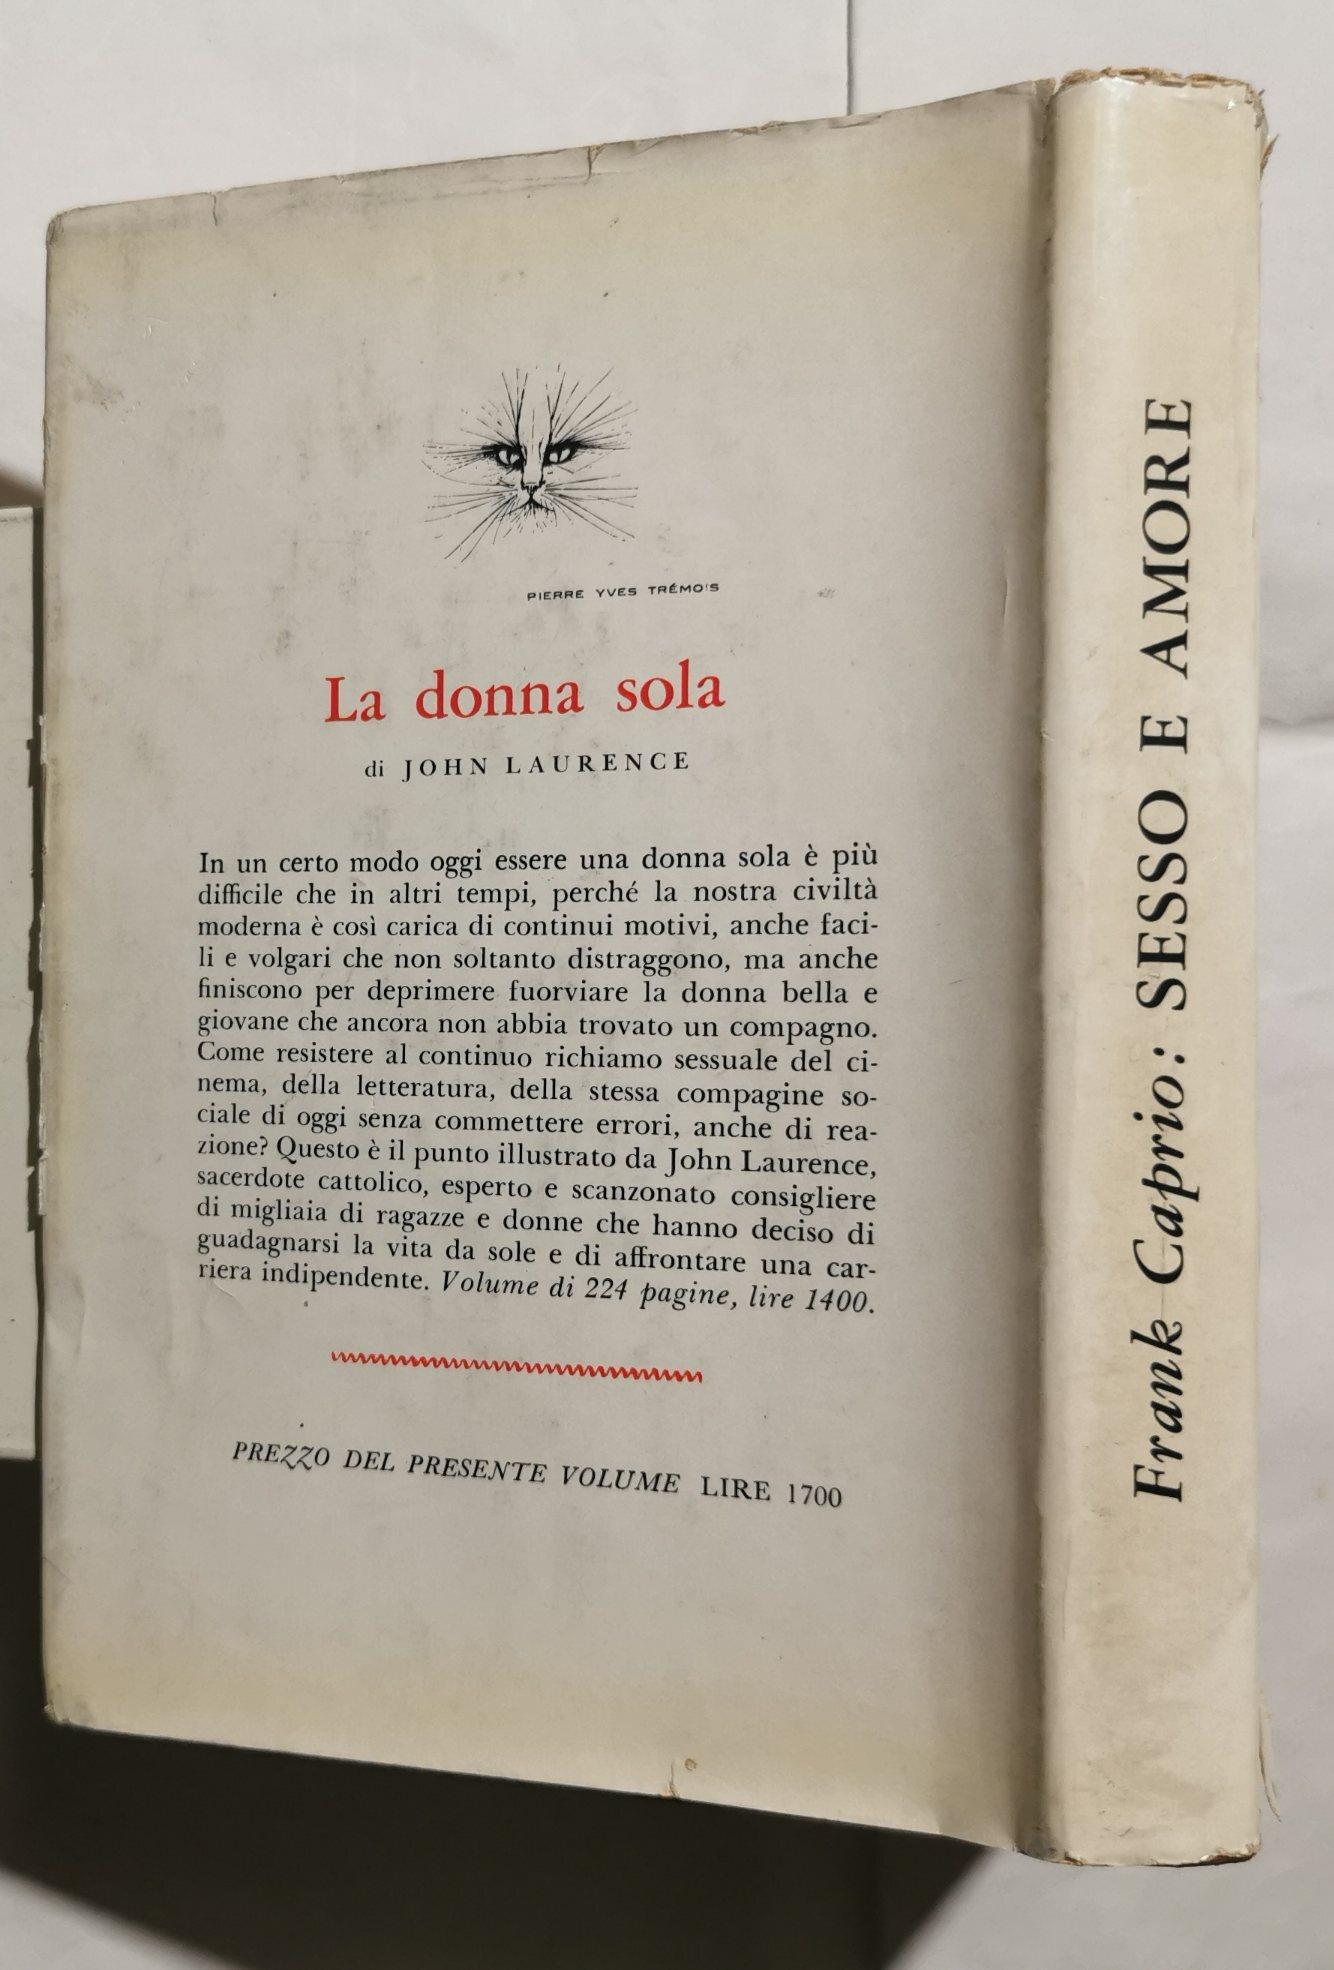 PIERRE YVES TRÉMOIS
La donna sola
di JOHN LAURENCE
In un certo modo oggi essere una donna sola è più
difficile che in altri tempi, perché la nostra civiltà
moderna è così carica di continui motivi, anche faci-
li e volgari che non soltanto distraggono, ma anche
finiscono per deprimere fuorviare la donna bella e
giovane che ancora non abbia trovato un compagno.
Come resistere al continuo richiamo sessuale del ci-
nema, della letteratura, della stessa compagine so-
ciale di oggi senza commettere errori, anche di rea-
zione? Questo è il punto illustrato da John Laurence,
sacerdote cattolico, esperto e scanzonato consigliere
di migliaia di ragazze e donne che hanno deciso di
guadagnarsi la vita da sole e di affrontare una car-
riera indipendente. Volume di 224 pagine, lire 1400.
PREZZO DEL PRESENTE VOLUME LIRE 1700
Frank Caprio: SESSO E AMORE